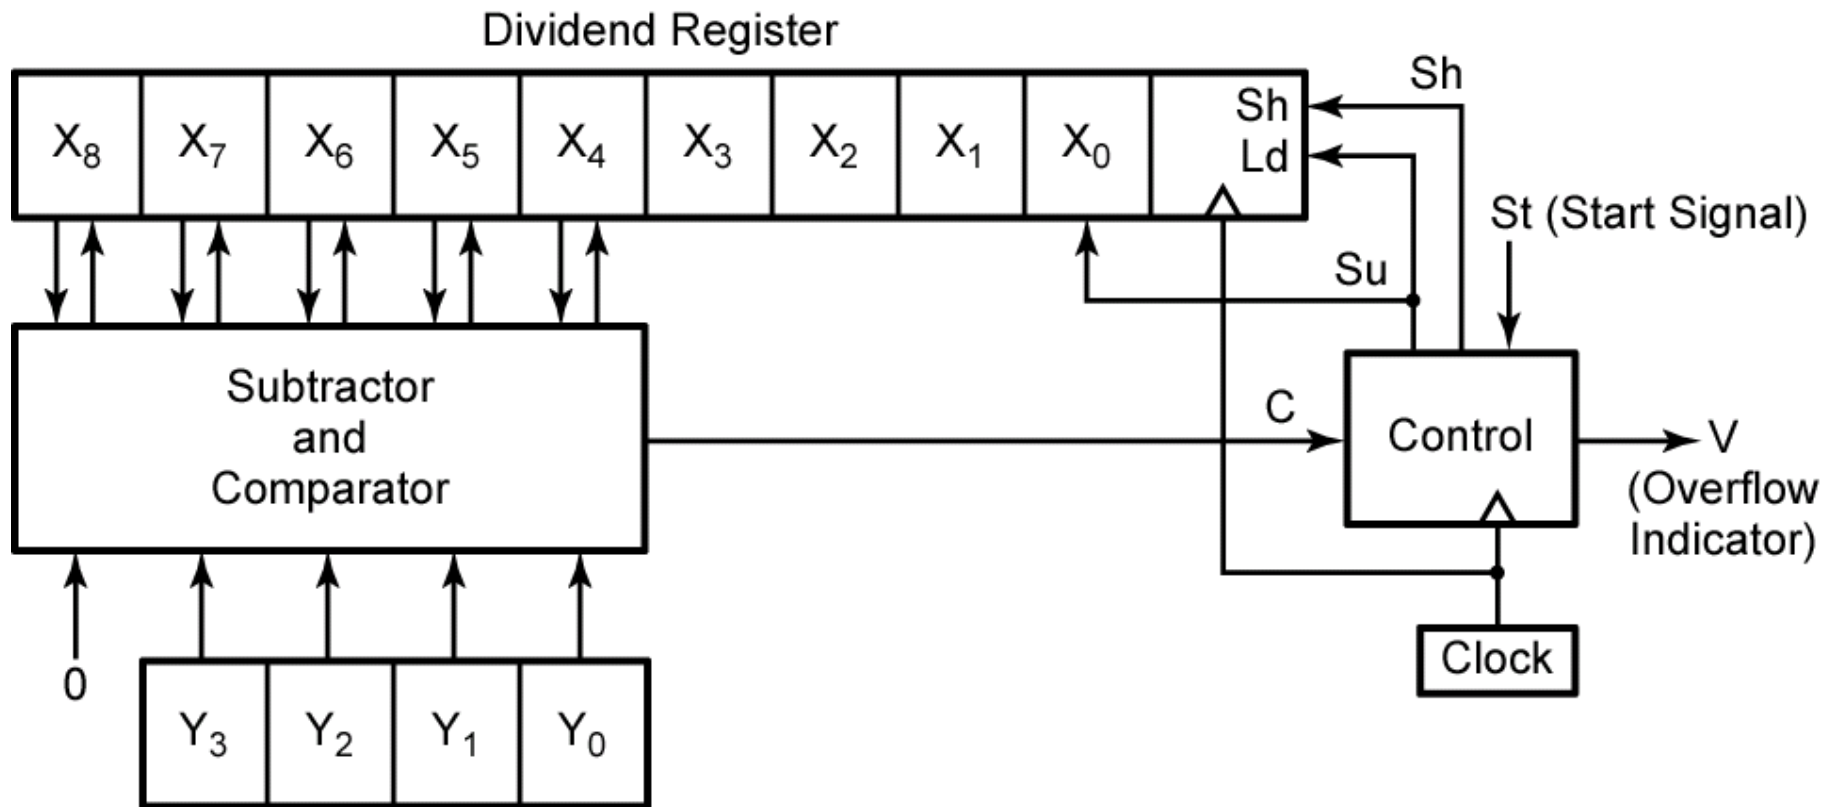 Dividend Register
X8 X7 X6 X5 X4 X3 X2 X1 X0
Sh
Ld
Sh
St (Start Signal)
Su
Subtractor
and
Comparator
C
Control
V
(Overflow
Indicator)
Clock
0
Y3 Y2 Y1 Y0